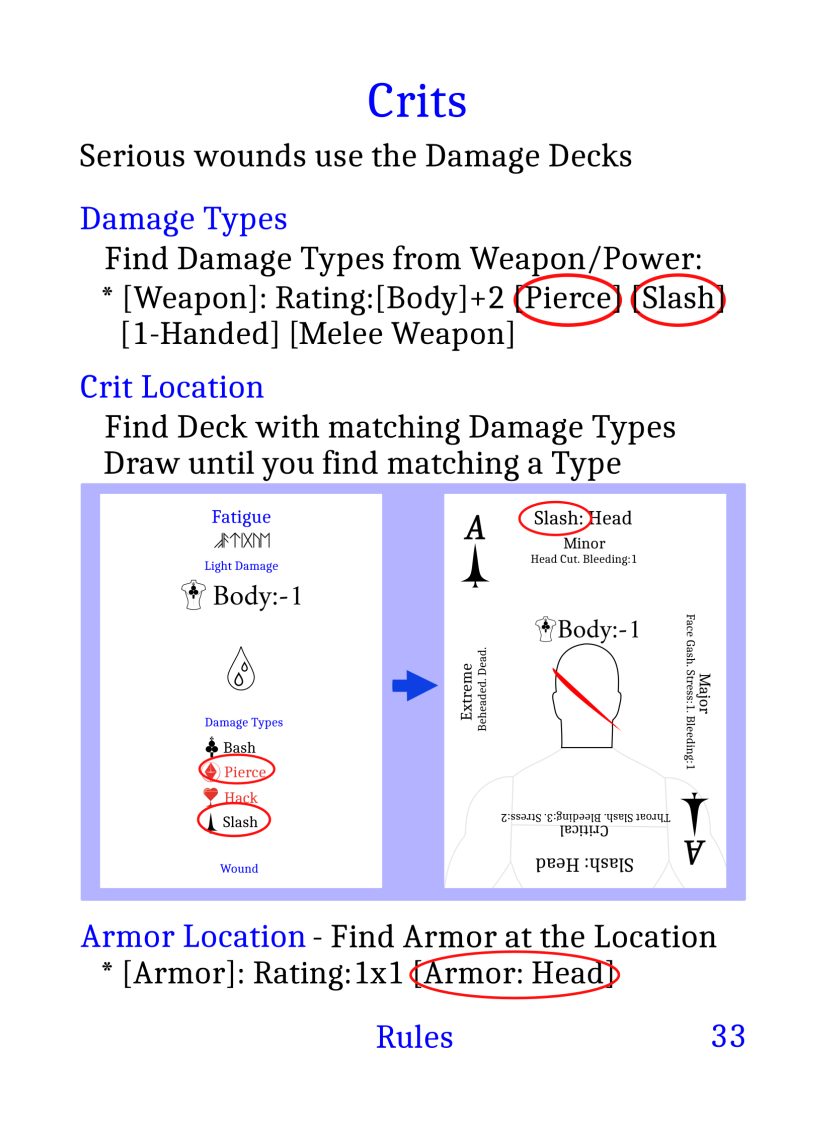 Crits
Serious wounds use the Damage Decks
Damage Types
Find Damage Types from Weapon/Power:
* [Weapon]: Rating:[Body]+2 [Pierce] [Slash]
[1-Handed] [Melee Weapon]
Crit Location
Find Deck with matching Damage Types
Draw until you find matching a Type
Fatigue
Light Damage
Body:-1
Damage Types
Bash
Pierce
Hack
Slash
Wound
A
Slash: Head
Minor
Head Cut. Bleeding:1
Body:-1
Extreme
Beheaded. Dead.
Major
Face Gash. Stress:1. Bleeding:1
Slash: Head
Critical
Throat Slash. Bleeding:3. Stress:2
A
Armor Location - Find Armor at the Location
* [Armor]: Rating:1x1 [Armor: Head]
Rules 33